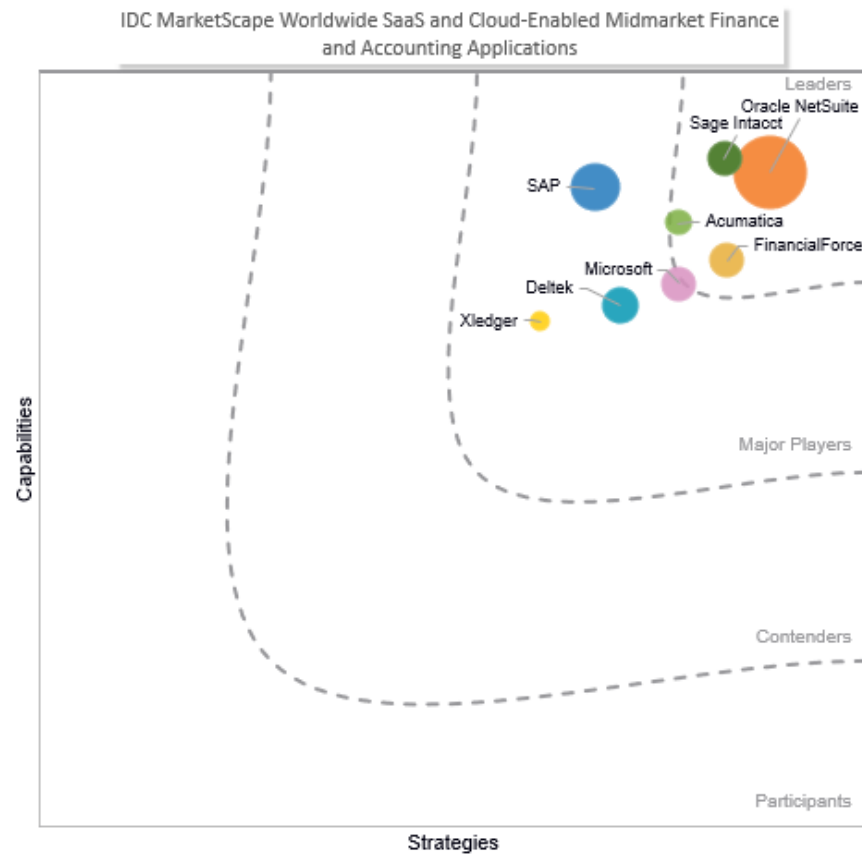 IDC MarketScape Worldwide SaaS and Cloud-Enabled Midmarket Finance
and Accounting Applications
Leaders
Oracle NetSuite
Sage Intacct
SAP
Acumatica
FinancialForce
Microsoft
Deltek
Xledger
Capabilities
Major Players
Contenders
Participants
Strategies